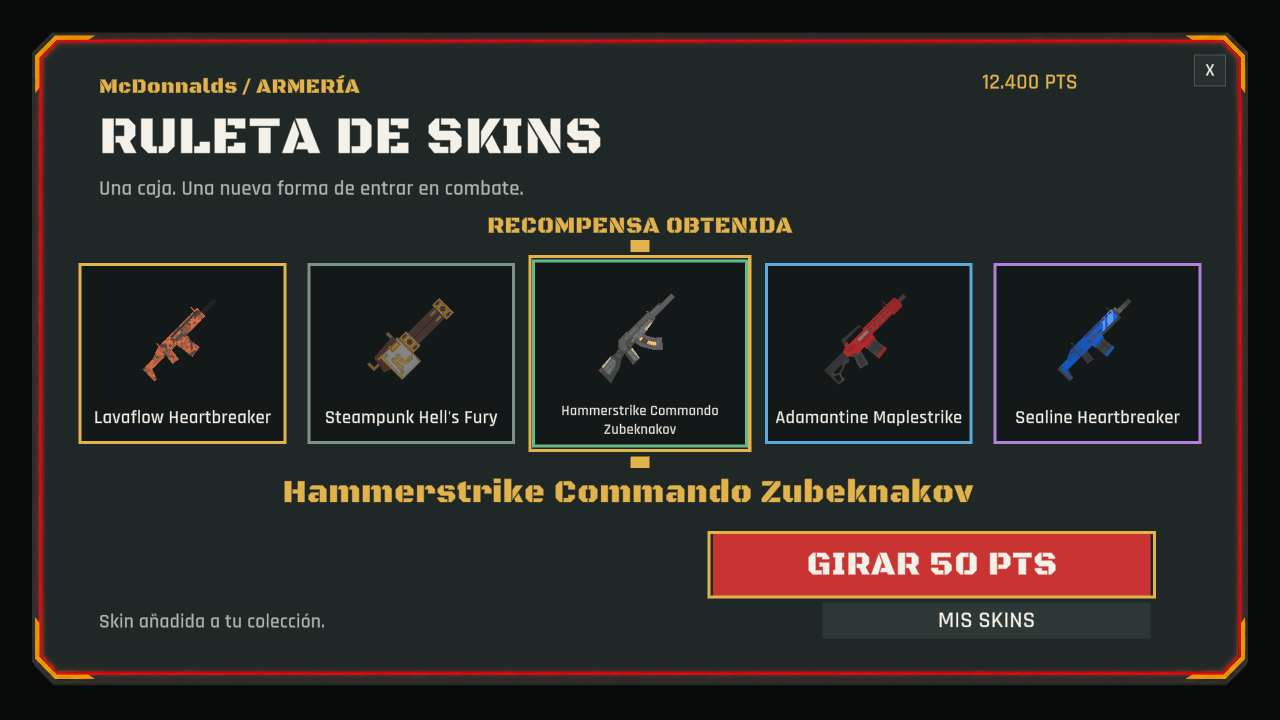 McDonnalds / ARMERÍA
12.400 PTS
X
RULETA DE SKINS
Una caja. Una nueva forma de entrar en combate.
RECOMPENSA OBTENIDA
Lavaflow Heartbreaker
Steampunk Hell's Fury
Hammerstrike Commando
Zubeknakov
Adamantine Maplestrike
Sealine Heartbreaker
Hammerstrike Commando Zubeknakov
GIRAR 50 PTS
Skin añadida a tu colección.
MIS SKINS